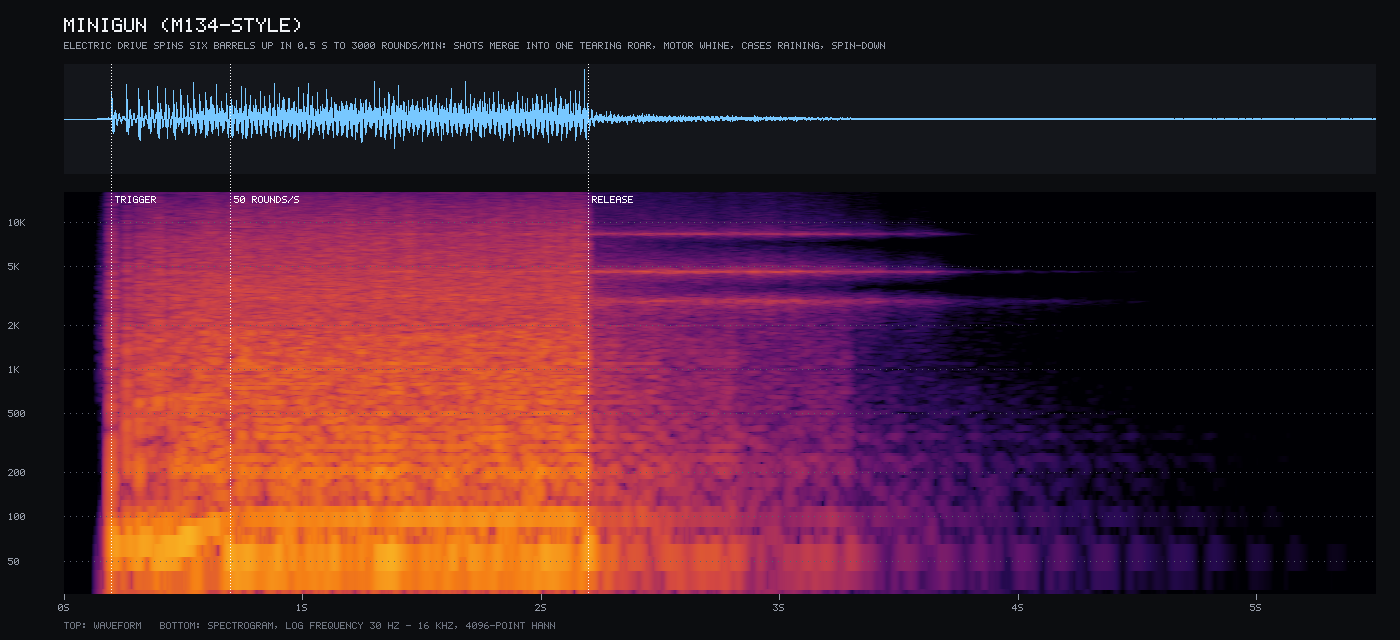 MINIGUN (M134-STYLE)
ELECTRIC DRIVE SPINS SIX BARRELS UP IN 0.5 S TO 3000 ROUNDS/MIN: SHOTS MERGE INTO ONE TEARING ROAR, MOTOR WHINE, CASES RAINING, SPIN-DOWN
TRIGGER 50 ROUNDS/S RELEASE
10K
5K
2K
1K
500
200
100
50
0S 1S 2S 3S 4S 5S
TOP: WAVEFORM BOTTOM: SPECTROGRAM, LOG FREQUENCY 30 HZ - 16 KHZ, 4096-POINT HANN